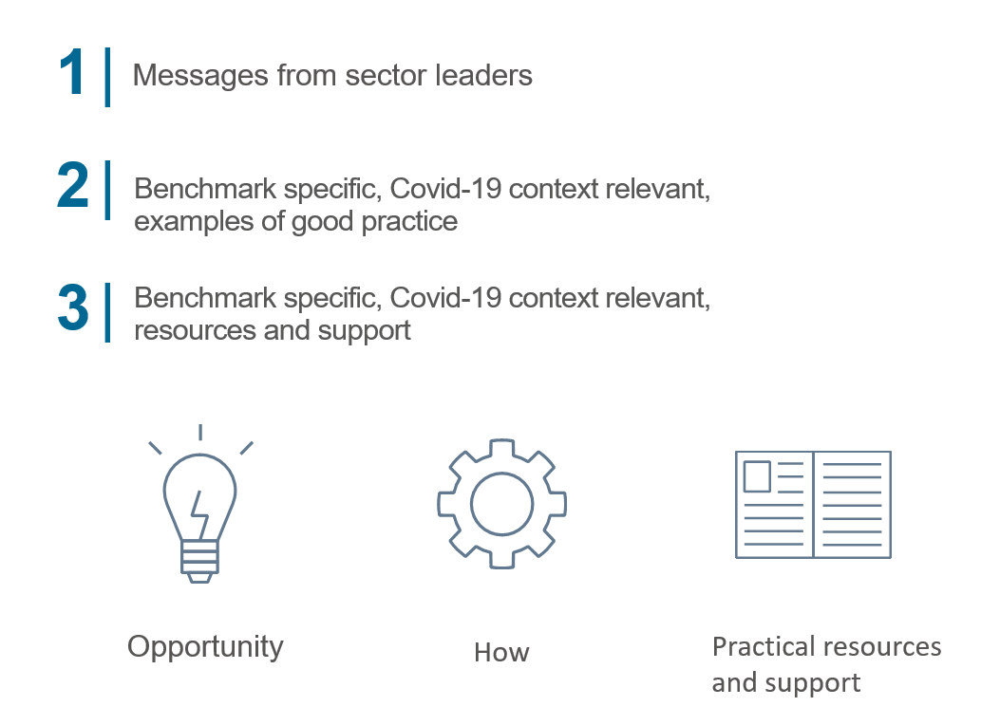 1 Messages from sector leaders
2 Benchmark specific, Covid-19 context relevant,
examples of good practice
3 Benchmark specific, Covid-19 context relevant,
resources and support
Opportunity
How
Practical resources
and support